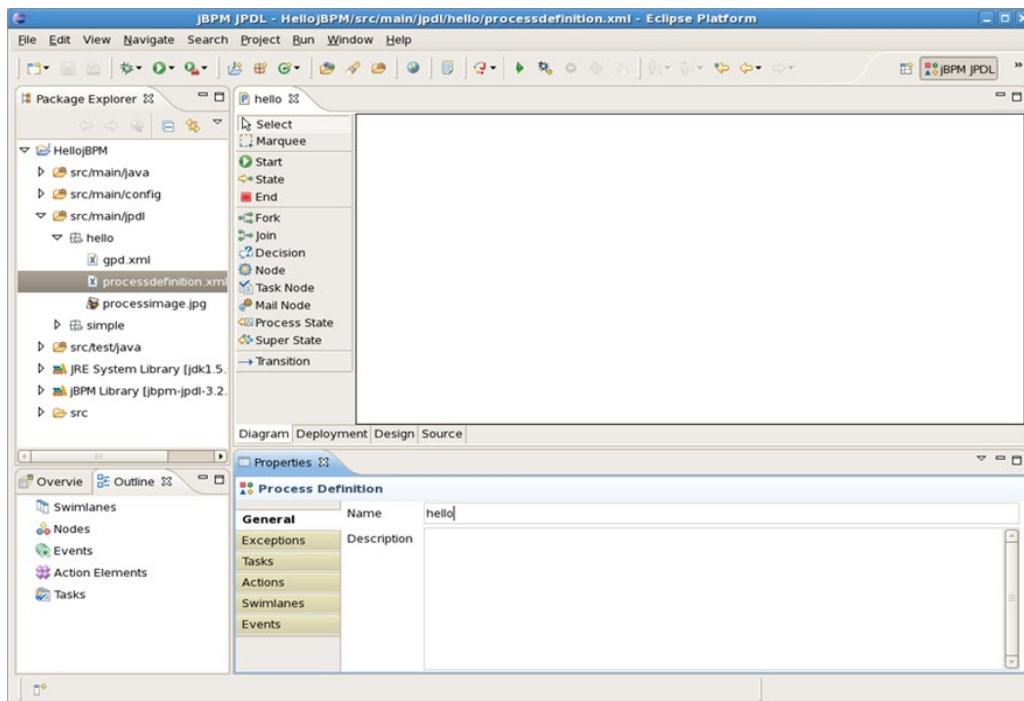 jBPM JPDL - HellojBPM/src/main/jpdl/hello/processdefinition.xml - Eclipse Platform
File Edit View Navigate Search Project Run Window Help
jBPM JPDL
»
Package Explorer
HellojBPM
src/main/java
src/main/config
src/main/jpdl
hello
gpd.xml
processdefinition.xml
processimage.jpg
simple
src/test/java
JRE System Library [jdk1.5.
jBPM Library [jbpm-jpdl-3.2.
src
hello
Select
Marquee
Start
State
End
Fork
Join
Decision
Node
Task Node
Mail Node
Process State
Super State
Transition
Diagram Deployment Design Source
Overvie Outline
Swimlanes
Nodes
Events
Action Elements
Tasks
Properties
Process Definition
General
Exceptions
Tasks
Actions
Swimlanes
Events
Name hello
Description